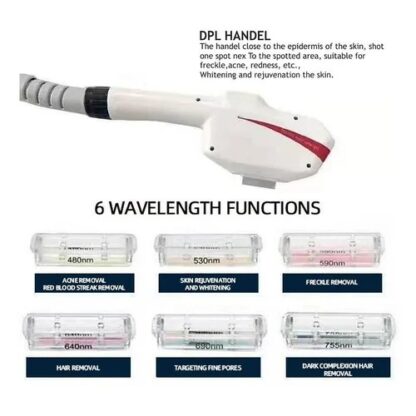 DPL HANDEL
The handel close to the epidermis of the skin, shot
one spot nex To the spotted area, suitable for
freckle,acne, redness, etc.,
Whitening and rejuvenation the skin.
6 WAVELENGTH FUNCTIONS
480nm
530nm
590nm
ACNE REMOVAL
RED BLOOD STREAK REMOVAL
SKIN REJUVENATION
AND WHITENING
FRECKLE REMOVAL
640nm
690nm
755nm
HAIR REMOVAL
TARGETING FINE PORES
DARK COMPLEXION HAIR
REMOVAL